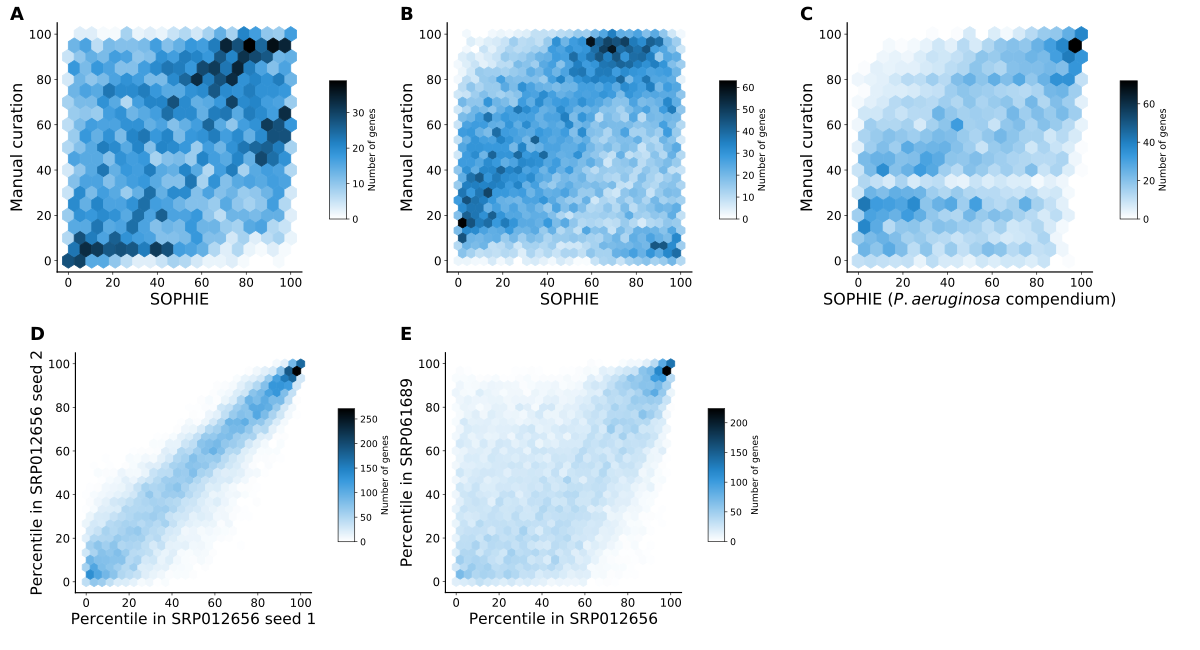 A
100
80
60
40
20
0
Manual curation
0 20 40 60 80 100
SOPHIE
30
20
10
0
Number of genes
B
100
80
60
40
20
0
Manual curation
0 20 40 60 80 100
SOPHIE
60
50
40
30
20
10
0
Number of genes
C
100
80
60
40
20
0
Manual curation
0 20 40 60 80 100
SOPHIE (P. aeruginosa compendium)
60
40
20
0
Number of genes
D
100
80
60
40
20
0
Percentile in SRP012656 seed 2
0 20 40 60 80 100
Percentile in SRP012656 seed 1
250
200
150
100
50
0
Number of genes
E
100
80
60
40
20
0
Percentile in SRP061689
0 20 40 60 80 100
Percentile in SRP012656
200
150
100
50
0
Number of genes